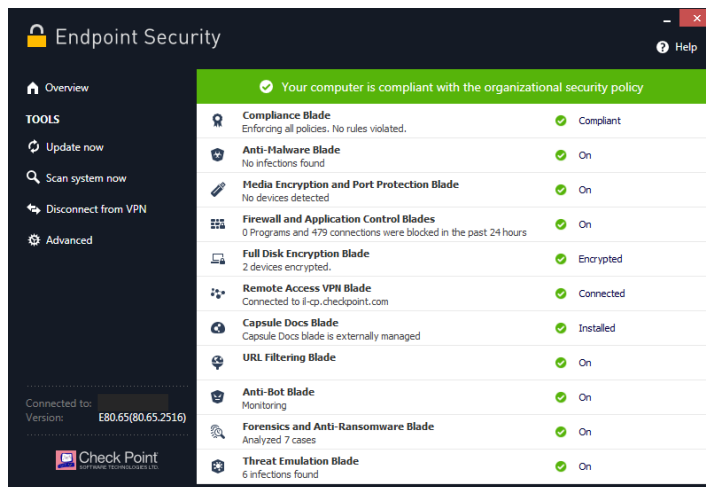 Endpoint Security
Help
Overview
TOOLS
Update now
Scan system now
Disconnect from VPN
Advanced
Connected to:
Version: E80.65(80.65.2516)
Check Point
SOFTWARE TECHNOLOGIES LTD.
Your computer is compliant with the organizational security policy
Compliance Blade
Enforcing all policies. No rules violated.
Compliant
Anti-Malware Blade
No infections found
On
Media Encryption and Port Protection Blade
No devices detected
On
Firewall and Application Control Blades
0 Programs and 479 connections were blocked in the past 24 hours
On
Full Disk Encryption Blade
2 devices encrypted.
Encrypted
Remote Access VPN Blade
Connected to il-cp.checkpoint.com
Connected
Capsule Docs Blade
Capsule Docs blade is externally managed
Installed
URL Filtering Blade
On
Anti-Bot Blade
Monitoring
On
Forensics and Anti-Ransomware Blade
Analyzed 7 cases
On
Threat Emulation Blade
6 infections found
On